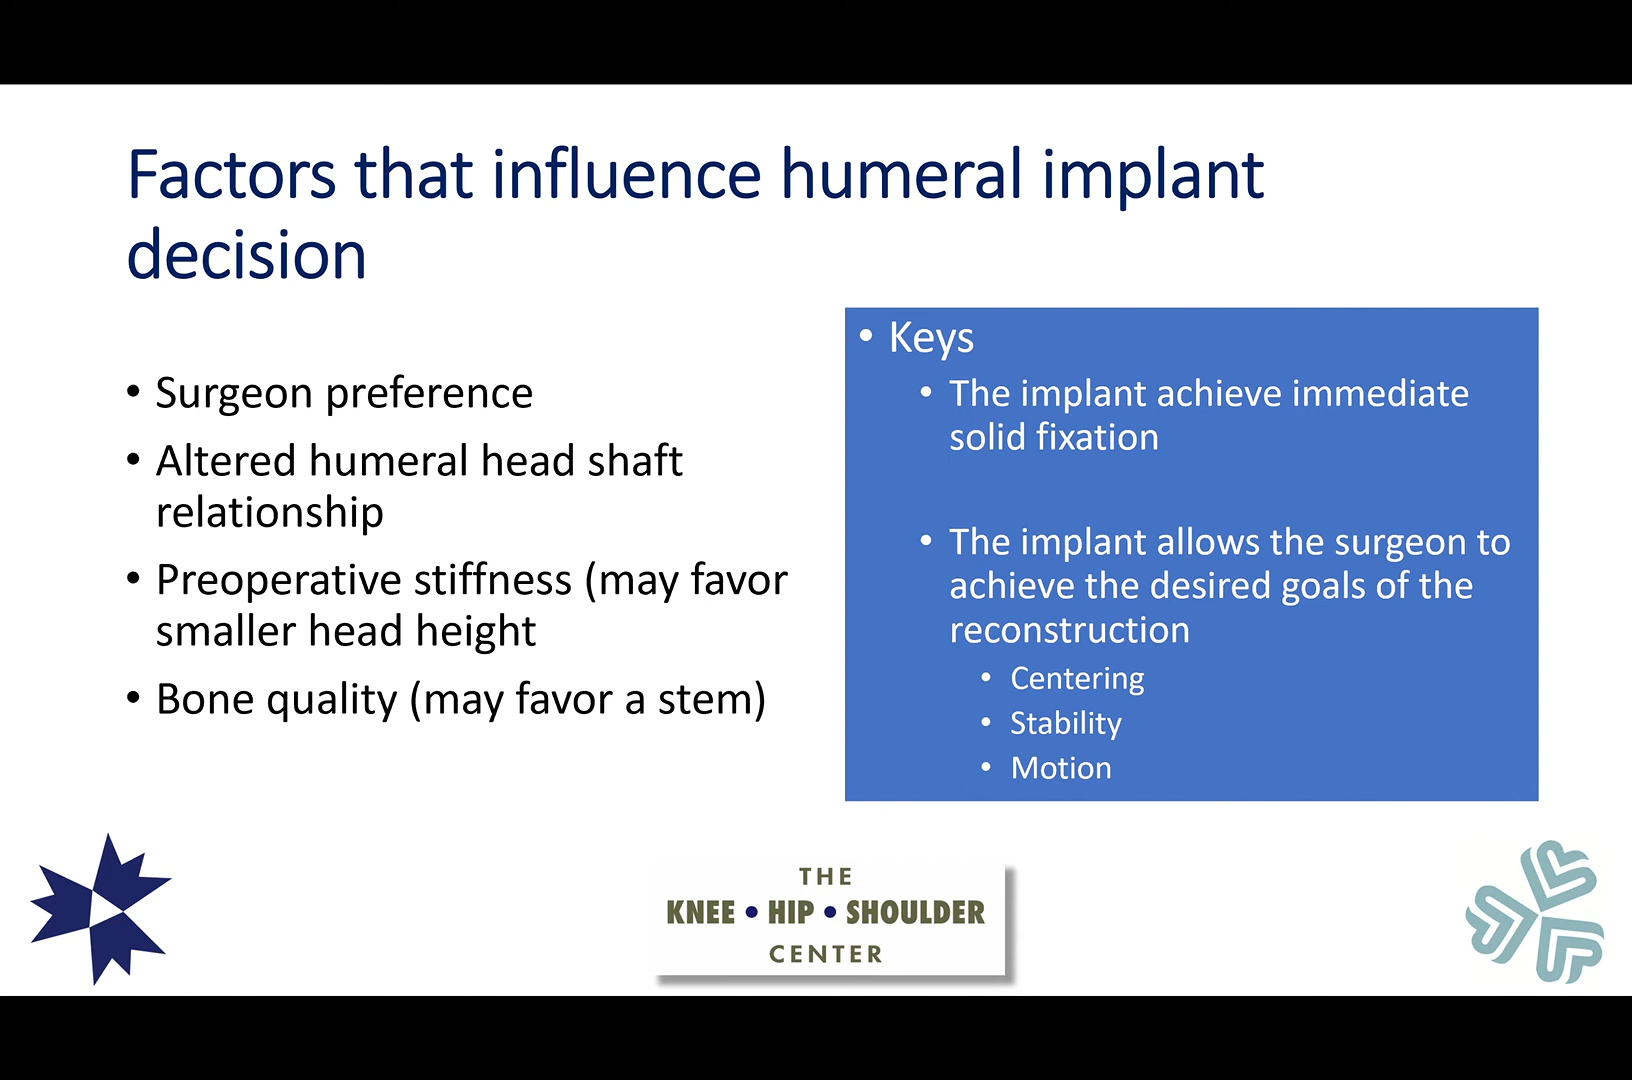 Factors that influence humeral implant
decision
• Surgeon preference
• Altered humeral head shaft
relationship
• Preoperative stiffness (may favor
smaller head height
• Bone quality (may favor a stem)
• Keys
• The implant achieve immediate
solid fixation
• The implant allows the surgeon to
achieve the desired goals of the
reconstruction
• Centering
• Stability
• Motion
THE
KNEE • HIP • SHOULDER
CENTER